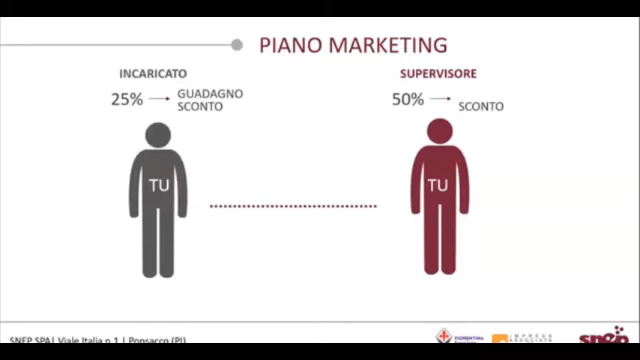 PIANO MARKETING
INCARICATO
25% GUADAGNO
SCONTO
SUPERVISORE
50% SCONTO
TU
TU
SNEP SPA| Viale Italia n.1 | Ponsacco (PI)
FIORENTINA
snep